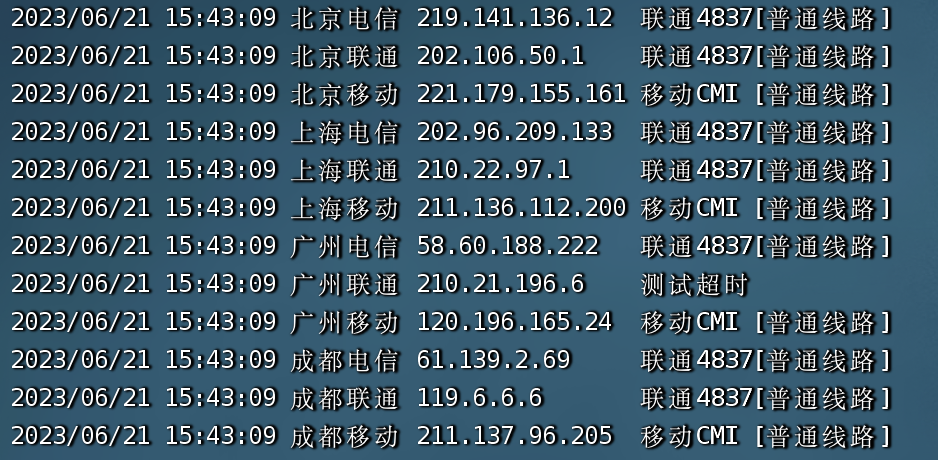 2023/06/21 15:43:09 北京电信 219.141.136.12 联通4837[普通线路]
2023/06/21 15:43:09 北京联通 202.106.50.1 联通4837[普通线路]
2023/06/21 15:43:09 北京移动 221.179.155.161 移动CMI [普通线路]
2023/06/21 15:43:09 上海电信 202.96.209.133 联通4837[普通线路]
2023/06/21 15:43:09 上海联通 210.22.97.1 联通4837[普通线路]
2023/06/21 15:43:09 上海移动 211.136.112.200 移动CMI [普通线路]
2023/06/21 15:43:09 广州电信 58.60.188.222 联通4837[普通线路]
2023/06/21 15:43:09 广州联通 210.21.196.6 测试超时
2023/06/21 15:43:09 广州移动 120.196.165.24 移动CMI [普通线路]
2023/06/21 15:43:09 成都电信 61.139.2.69 联通4837[普通线路]
2023/06/21 15:43:09 成都联通 119.6.6.6 联通4837[普通线路]
2023/06/21 15:43:09 成都移动 211.137.96.205 移动CMI [普通线路]